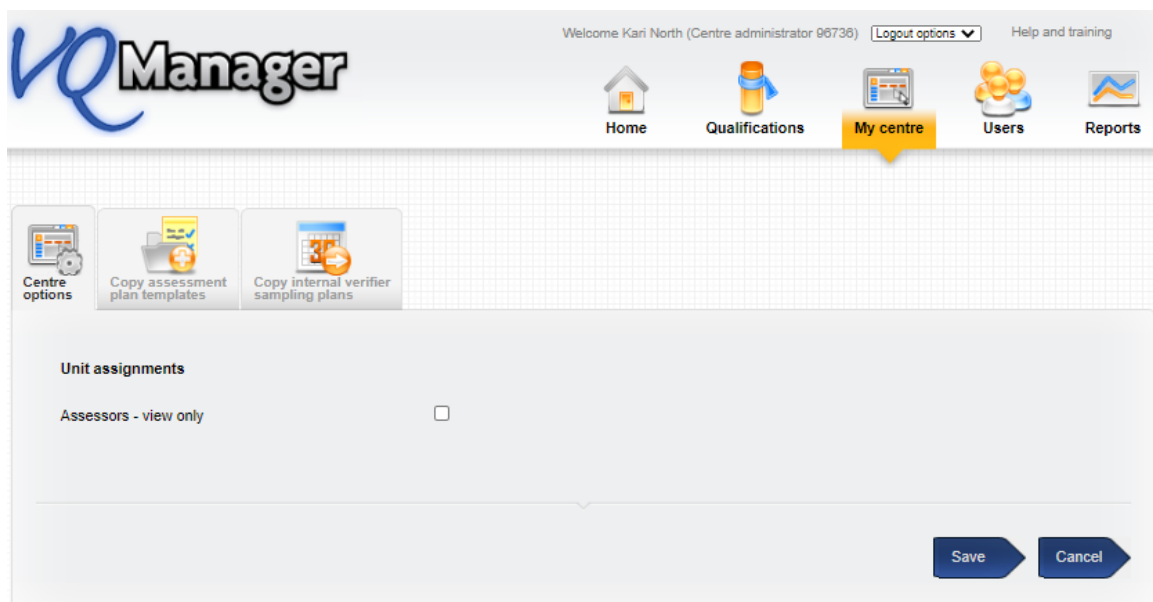 VQManager
Welcome Kari North (Centre administrator 96736) Logout options Help and training
Home Qualifications My centre Users Reports
Centre options
Copy assessment plan templates
Copy internal verifier sampling plans
Unit assignments
Assessors - view only
Save Cancel